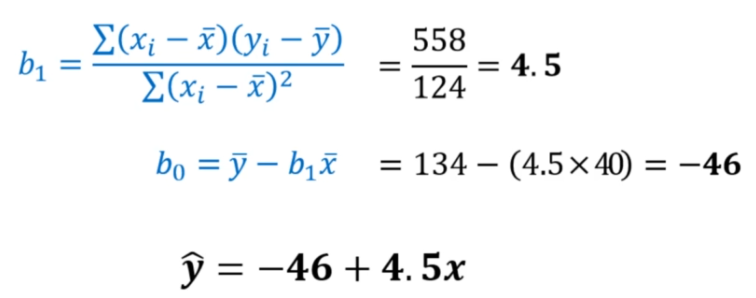 b₁ = ∑(xᵢ − x̄)(yᵢ − ȳ) / ∑(xᵢ − x̄)² = 558 / 124 = 4.5
b₀ = ȳ − b₁x̄ = 134 − (4.5×40) = −46
ŷ = −46 + 4.5x